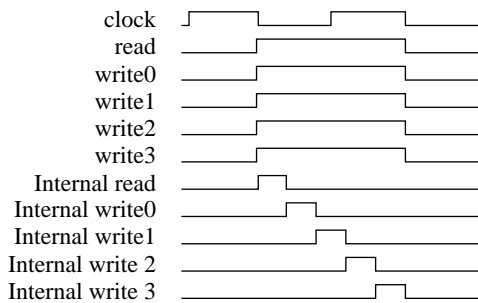 clock
read
write0
write1
write2
write3
Internal read
Internal write0
Internal write1
Internal write 2
Internal write 3